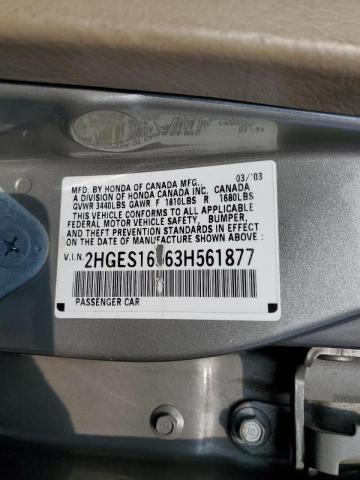 03/'03
MFD. BY HONDA OF CANADA MFG.,
A DIVISION OF HONDA CANADA INC. CANADA
GVWR 3440LBS GAWR F 1810LBS R 1680LBS
THIS VEHICLE CONFORMS TO ALL APPLICABLE
FEDERAL MOTOR VEHICLE SAFETY, BUMPER,
AND THEFT PREVENTION STANDARDS IN EFFECT
ON THE DATE OF MANUFACTURE SHOWN ABOVE.
V.I.N. 2HGES16 63H561877
PASSENGER CAR